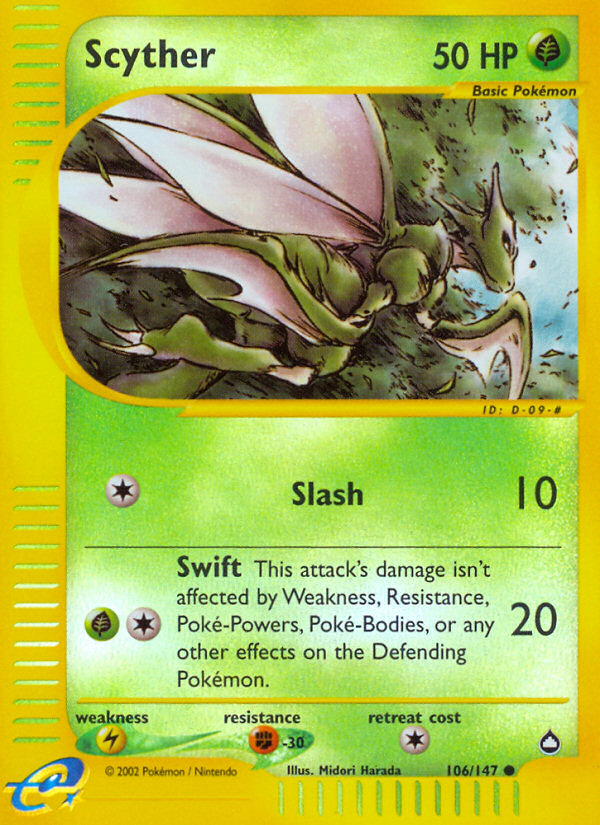 Scyther 50 HP
Basic Pokémon
ID: D-09-#
Slash 10
Swift This attack's damage isn't
affected by Weakness, Resistance,
Poké-Powers, Poké-Bodies, or any 20
other effects on the Defending
Pokémon.
weakness resistance retreat cost
-30
e
© 2002 Pokémon / Nintendo Illus. Midori Harada 106/147